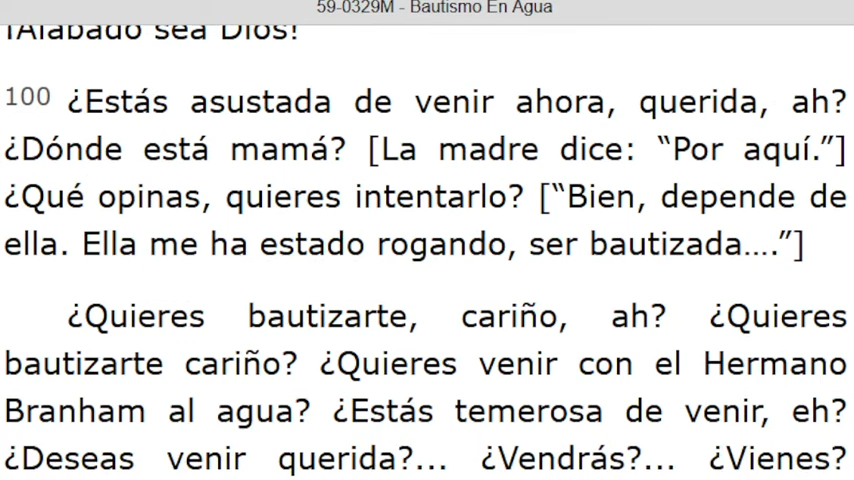 59-0329M - Bautismo En Agua
¡Alabado sea Dios!
100 ¿Estás asustada de venir ahora, querida, ah?
¿Dónde está mamá? [La madre dice: “Por aquí.”]
¿Qué opinas, quieres intentarlo? [“Bien, depende de
ella. Ella me ha estado rogando, ser bautizada….”]
¿Quieres bautizarte, cariño, ah? ¿Quieres
bautizarte cariño? ¿Quieres venir con el Hermano
Branham al agua? ¿Estás temerosa de venir, eh?
¿Deseas venir querida?... ¿Vendrás?... ¿Vienes?